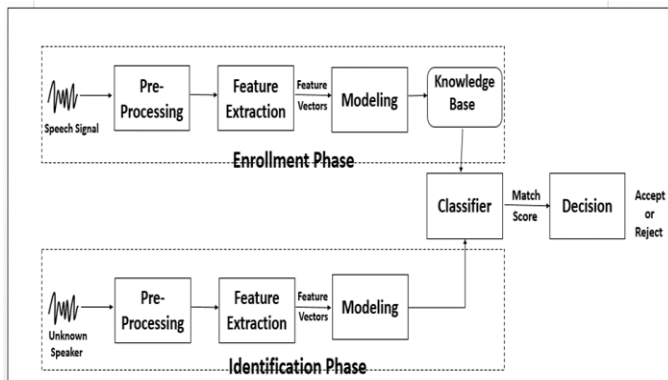 Pre-
Processing
Feature
Extraction
Feature
Vectors
Modeling
Knowledge
Base
Speech Signal
Enrollment Phase
Classifier
Match
Score
Decision
Accept
or
Reject
Pre-
Processing
Feature
Extraction
Feature
Vectors
Modeling
Unknown
Speaker
Identification Phase